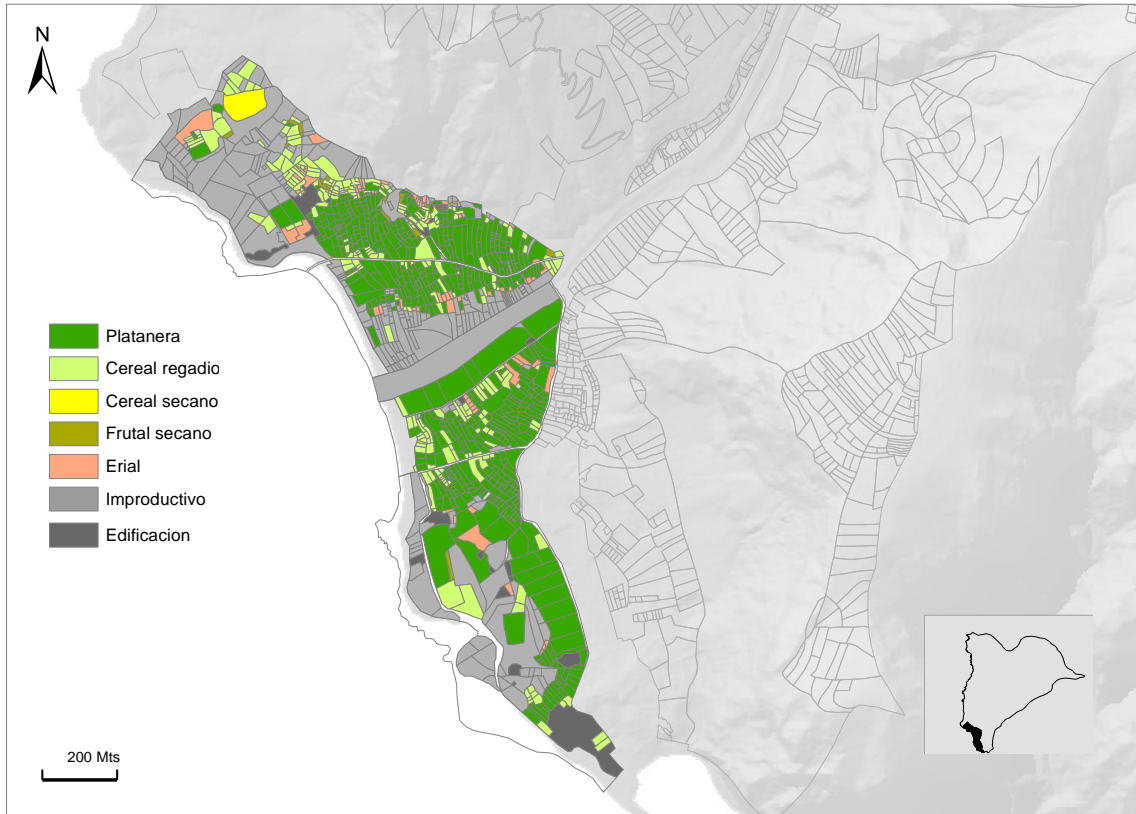 N
Platanera
Cereal regadio
Cereal secano
Frutal secano
Erial
Improductivo
Edificacion
200 Mts